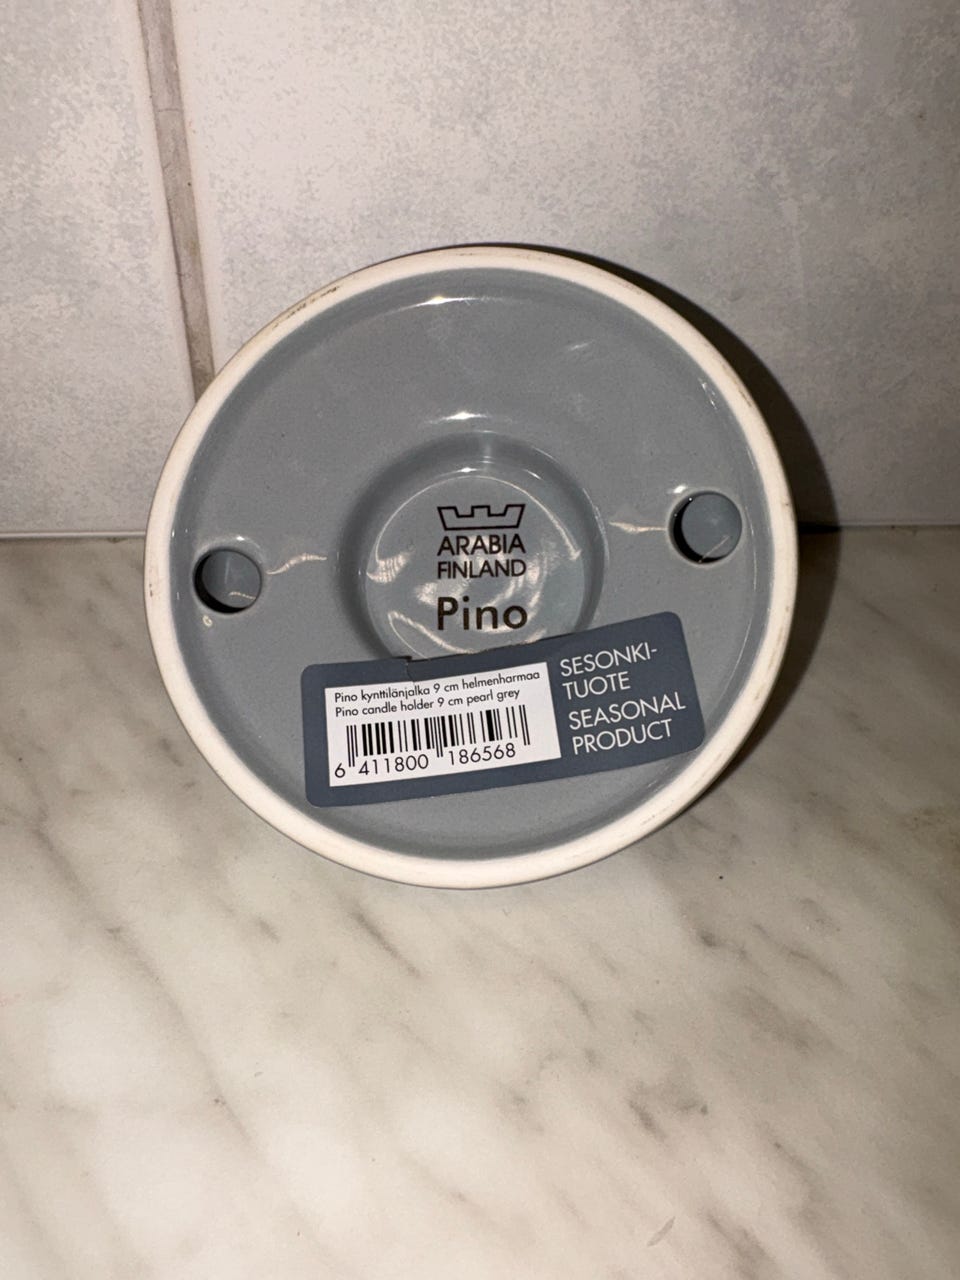 ARABIA
FINLAND
Pino
Pino kynttilänjalka 9 cm helmenharmaa
Pino candle holder 9 cm pearl grey
6 411800 186568
SESONKI-
TUOTE
SEASONAL
PRODUCT